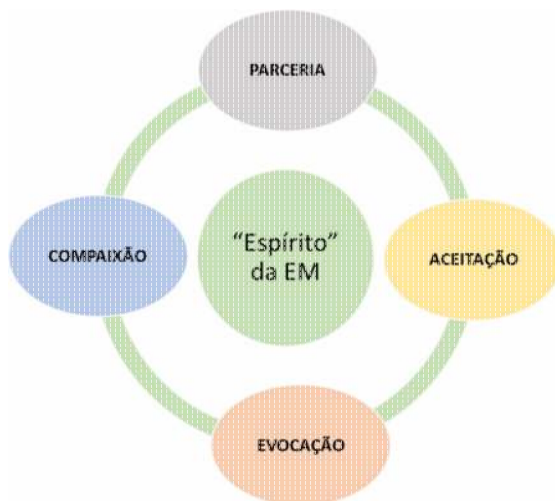 PARCERIA
COMPAIXÃO
“Espírito”
da EM
ACEITAÇÃO
EVOCAÇÃO